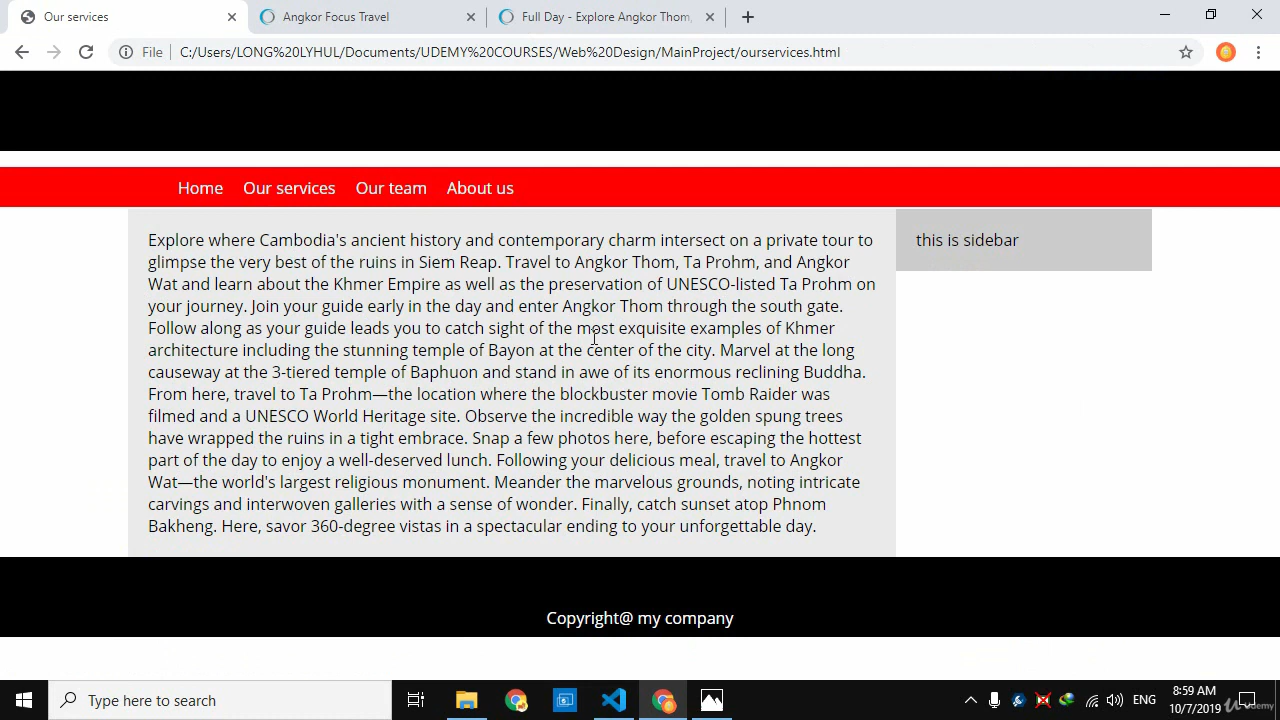 Our services
Angkor Focus Travel
Full Day - Explore Angkor Thom,
File
C:/Users/LONG%20LYHUL/Documents/UDEMY%20COURSES/Web%20Design/MainProject/ourservices.html
Home Our services Our team About us
Explore where Cambodia's ancient history and contemporary charm intersect on a private tour to
glimpse the very best of the ruins in Siem Reap. Travel to Angkor Thom, Ta Prohm, and Angkor
Wat and learn about the Khmer Empire as well as the preservation of UNESCO-listed Ta Prohm on
your journey. Join your guide early in the day and enter Angkor Thom through the south gate.
Follow along as your guide leads you to catch sight of the most exquisite examples of Khmer
architecture including the stunning temple of Bayon at the center of the city. Marvel at the long
causeway at the 3-tiered temple of Baphuon and stand in awe of its enormous reclining Buddha.
From here, travel to Ta Prohm—the location where the blockbuster movie Tomb Raider was
filmed and a UNESCO World Heritage site. Observe the incredible way the golden spung trees
have wrapped the ruins in a tight embrace. Snap a few photos here, before escaping the hottest
part of the day to enjoy a well-deserved lunch. Following your delicious meal, travel to Angkor
Wat—the world's largest religious monument. Meander the marvelous grounds, noting intricate
carvings and interwoven galleries with a sense of wonder. Finally, catch sunset atop Phnom
Bakheng. Here, savor 360-degree vistas in a spectacular ending to your unforgettable day.
this is sidebar
Copyright@ my company
Type here to search
ENG
8:59 AM
10/7/2019
Udemy